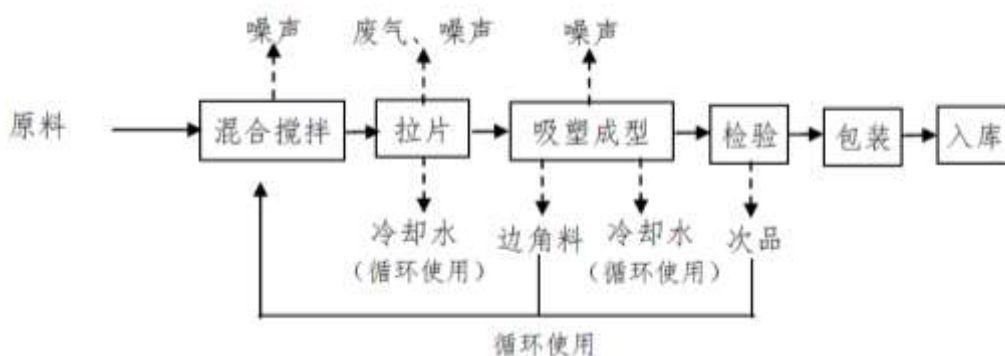 噪声 废气、噪声 噪声
原料 混合搅拌 拉片 吸塑成型 检验 包装 入库
冷却水 边角料 冷却水 次品
（循环使用） （循环使用）
循环使用